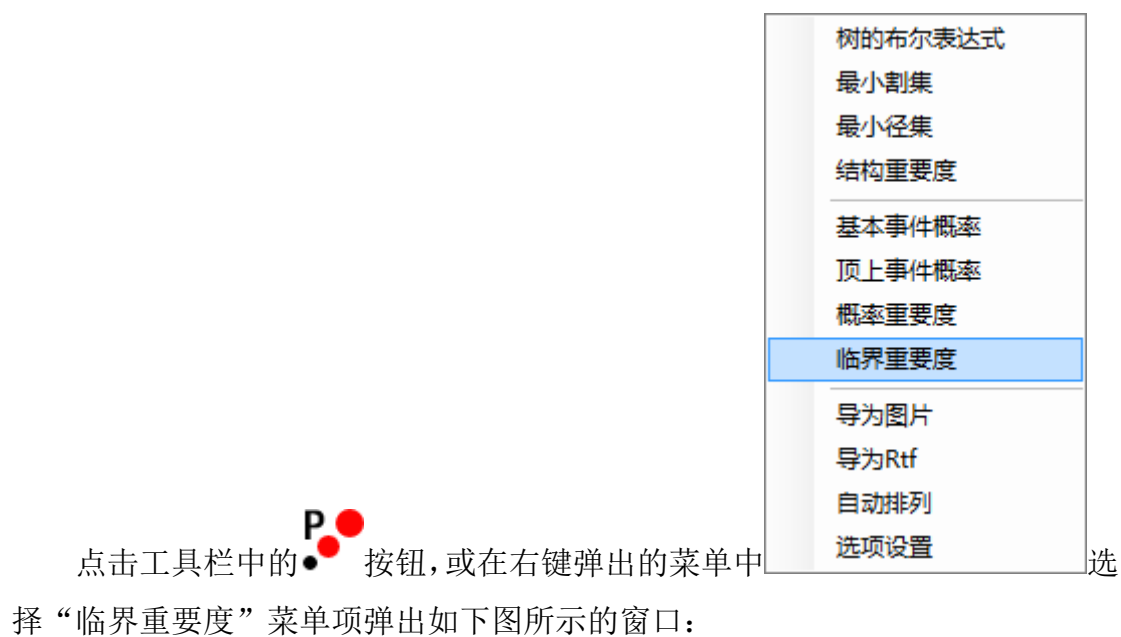 树的布尔表达式
最小割集
最小径集
结构重要度
基本事件概率
顶上事件概率
概率重要度
临界重要度
导为图片
导为Rtf
自动排列
选项设置
P
点击工具栏中的按钮，或在右键弹出的菜单中选
择“临界重要度”菜单项弹出如下图所示的窗口：